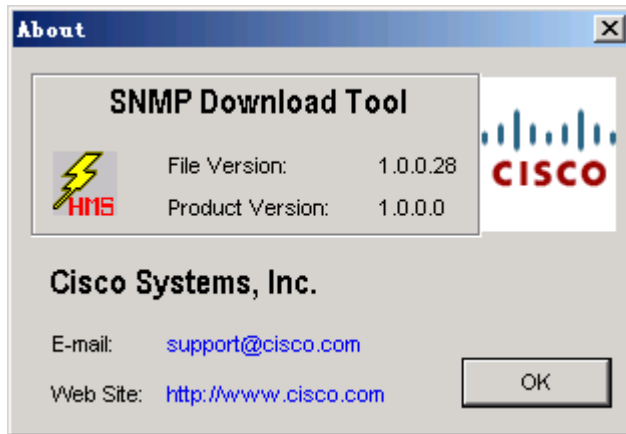 About
SNMP Download Tool
File Version: 1.0.0.28
Product Version: 1.0.0.0
HMS
CISCO
Cisco Systems, Inc.
E-mail: support@cisco.com
Web Site: http://www.cisco.com
OK